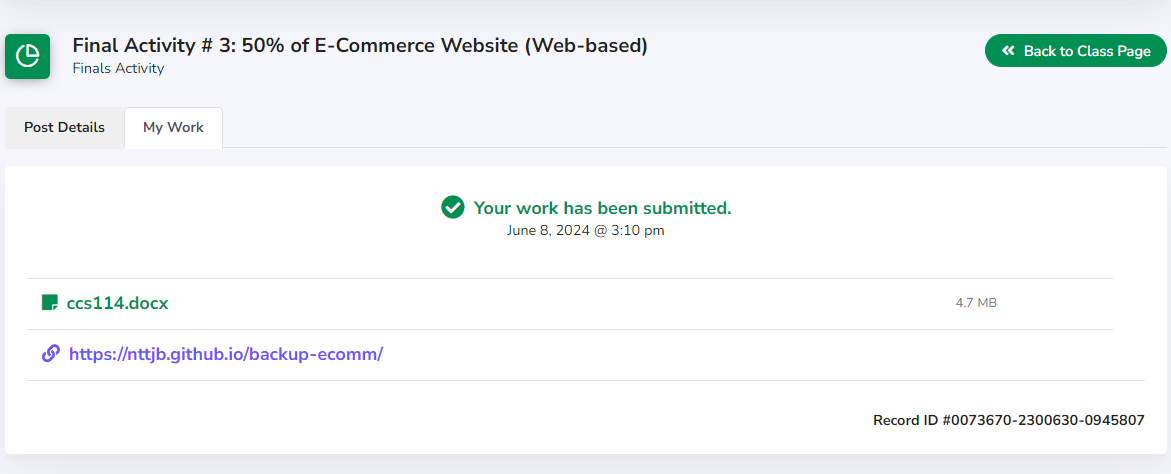 Final Activity # 3: 50% of E-Commerce Website (Web-based)
Finals Activity
Back to Class Page
Post Details
My Work
Your work has been submitted.
June 8, 2024 @ 3:10 pm
ccs114.docx
4.7 MB
https://nttjb.github.io/backup-ecomm/
Record ID #0073670-2300630-0945807